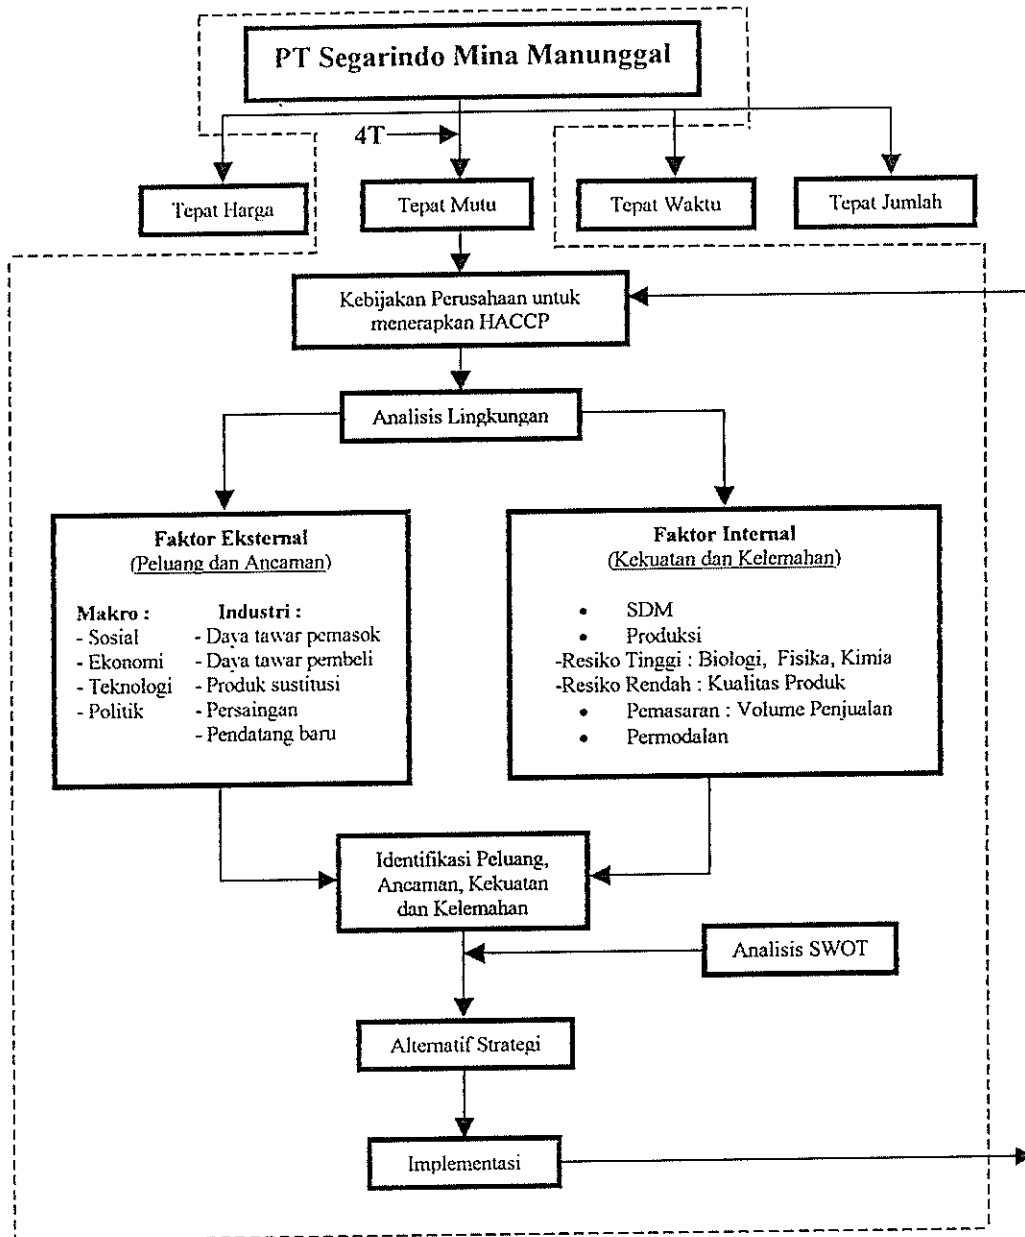 PT Segarindo Mina Manunggal
4T
Tepat Harga
Tepat Mutu
Tepat Waktu
Tepat Jumlah
Kebijakan Perusahaan untuk
menerapkan HACCP
Analisis Lingkungan
Faktor Eksternal
(Peluang dan Ancaman)
Makro :
- Sosial
- Ekonomi
- Teknologi
- Politik
Industri :
- Daya tawar pemasok
- Daya tawar pembeli
- Produk sustitusi
- Persaingan
- Pendatang baru
Faktor Internal
(Kekuatan dan Kelemahan)
• SDM
• Produksi
-Resiko Tinggi : Biologi, Fisika, Kimia
-Resiko Rendah : Kualitas Produk
• Pemasaran : Volume Penjualan
• Permodalan
Identifikasi Peluang,
Ancaman, Kekuatan
dan Kelemahan
Analisis SWOT
Alternatif Strategi
Implementasi